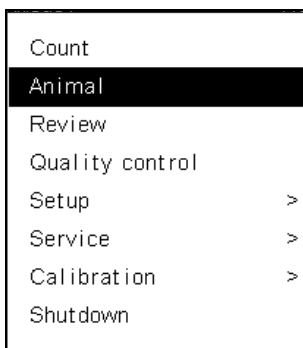 Count
Animal
Review
Quality control
Setup >
Service >
Calibration >
Shutdown